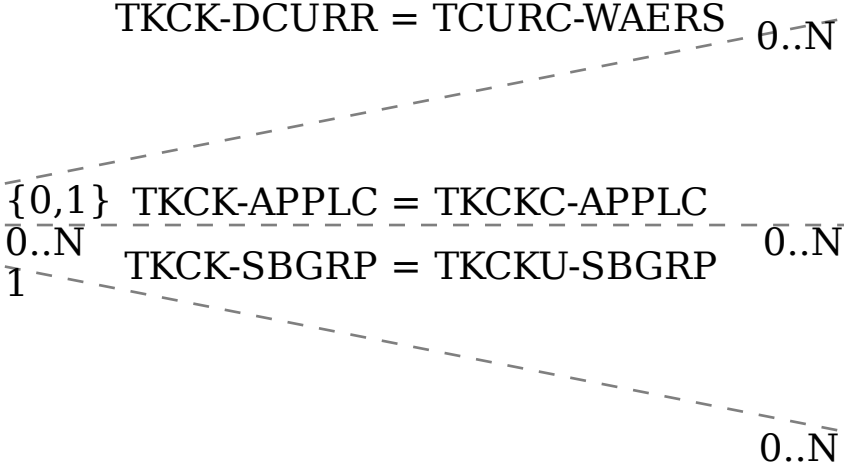 TKCK-DCURR = TCURC-WAERS
0..N
{0,1} TKCK-APPLC = TKCKC-APPLC
0..N 0..N
TKCK-SBGRP = TKCKU-SBGRP
1
0..N